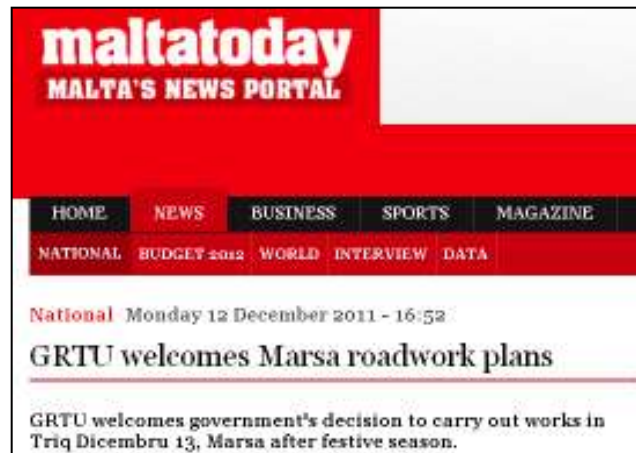 maltatoday
MALTA'S NEWS PORTAL
HOME NEWS BUSINESS SPORTS MAGAZINE
NATIONAL BUDGET 2012 WORLD INTERVIEW DATA
National Monday 12 December 2011 - 16:52
GRTU welcomes Marsa roadwork plans
GRTU welcomes government's decision to carry out works in
Triq Dicembru 13, Marsa after festive season.